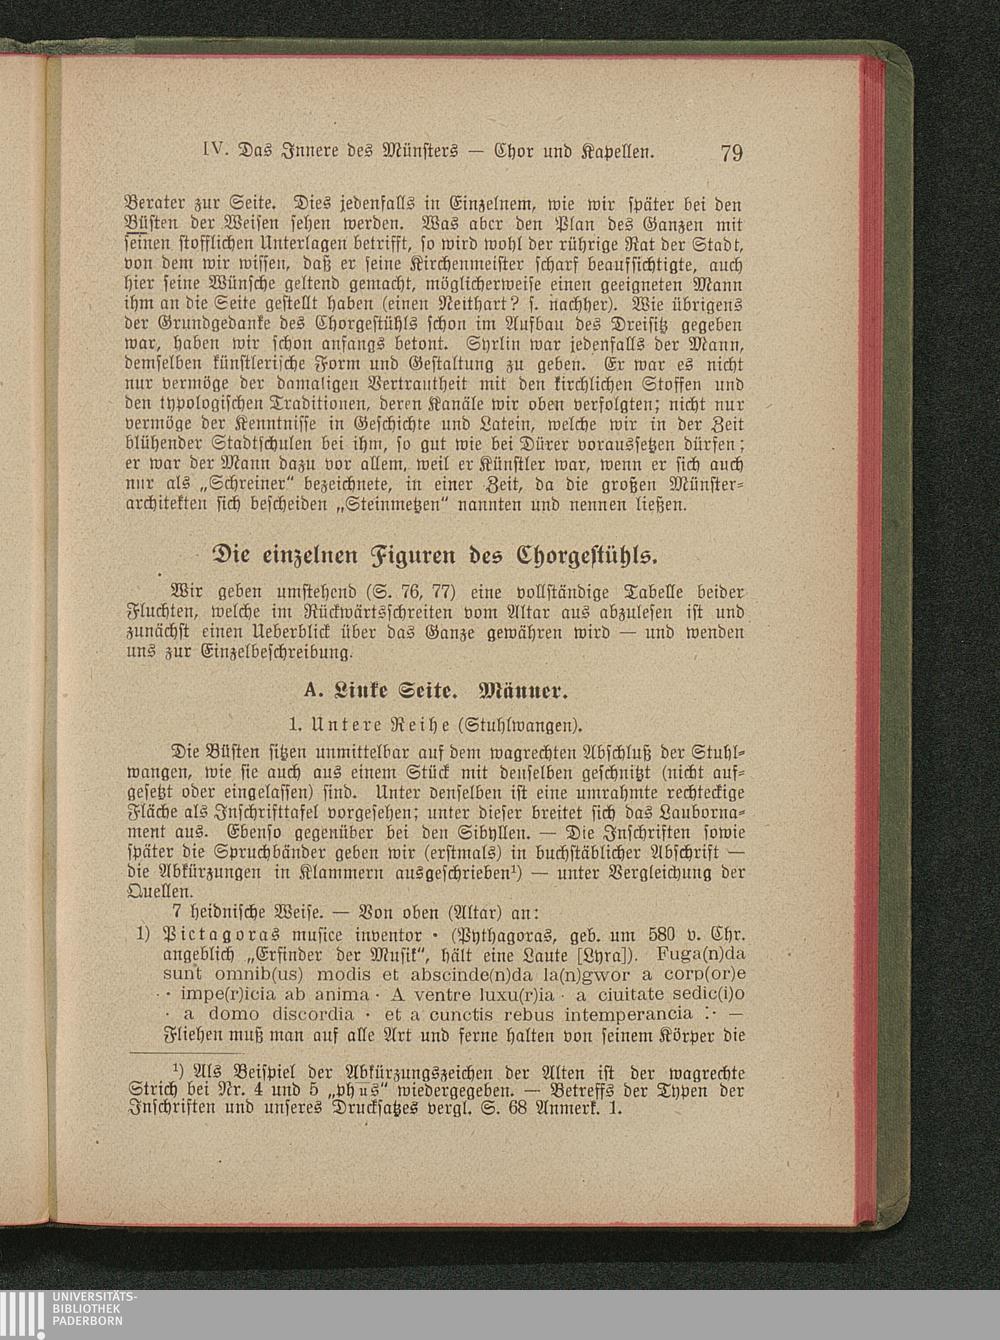 IV. Das Innere des Münsters — Chor und Kapellen. 79
Berater zur Seite. Dies jedenfalls in Einzelnem, wie wir später bei den
Büsten der Weisen sehen werden. Was aber den Plan des Ganzen mit
seinen stofflichen Unterlagen betrifft, so wird wohl der rührige Rat der Stadt,
von dem wir wissen, daß er seine Kirchenmeister scharf beaufsichtigte, auch
hier seine Wünsche geltend gemacht, möglicherweise einen geeigneten Mann
ihm an die Seite gestellt haben (einen Neithart? s. nachher). Wie übrigens
der Grundgedanke des Chorgestühls schon im Aufbau des Dreisitz gegeben
war, haben wir schon anfangs betont. Syrlin war jedenfalls der Mann,
demselben künstlerische Form und Gestaltung zu geben. Er war es nicht
nur vermöge der damaligen Vertrautheit mit den kirchlichen Stoffen und
den typologischen Traditionen, deren Kanäle wir oben verfolgten; nicht nur
vermöge der Kenntnisse in Geschichte und Latein, welche wir in der Zeit
blühender Stadtschulen bei ihm, so gut wie bei Dürer voraussetzen dürfen;
er war der Mann dazu vor allem, weil er Künstler war, wenn er sich auch
nur als „Schreiner" bezeichnete, in einer Zeit, da die großen Münster-
architekten sich bescheiden „Steinmetzen" nannten und nennen ließen.
Die einzelnen Figuren des Chorgestühls.
Wir geben umstehend (S. 76, 77) eine vollständige Tabelle beider
Fluchten, welche im Rückwärtsschreiten vom Altar aus abzulesen ist und
zunächst einen Ueberblick über das Ganze gewähren wird — und wenden
uns zur Einzelbeschreibung.
A. Linke Seite. Männer.
1. Untere Reihe (Stuhlwangen).
Die Büsten sitzen unmittelbar auf dem wagrechten Abschluß der Stuhl-
wangen, wie sie auch aus einem Stück mit denselben geschnitzt (nicht auf-
gesetzt oder eingelassen) sind. Unter denselben ist eine umrahmte rechteckige
Fläche als Inschrifttafel vorgesehen; unter dieser breitet sich das Lauborna-
ment aus. Ebenso gegenüber bei den Sibyllen. — Die Inschriften sowie
später die Spruchbänder geben wir (erstmals) in buchstäblicher Abschrift —
die Abkürzungen in Klammern ausgeschrieben¹) — unter Vergleichung der
Quellen.
7 heidnische Weise. — Von oben (Altar) an:
1) Pictagoras musice inventor · (Pythagoras, geb. um 580 v. Chr.
angeblich „Erfinder der Musik", hält eine Laute [Lyra]). Fuga(n)da
sunt omnib(us) modis et abscinde(n)da la(n)gwor a corp(or)e
· · impe(r)icia ab anima · A ventre luxu(r)ia · a ciuitate sedic(i)o
· a domo discordia · et a cunctis rebus intemperancia :· —
Fliehen muß man auf alle Art und ferne halten von seinem Körper die
¹) Als Beispiel der Abkürzungszeichen der Alten ist der wagrechte
Strich bei Nr. 4 und 5 „phūs" wiedergegeben. — Betreffs der Typen der
Inschriften und unseres Drucksatzes vergl. S. 68 Anmerk. 1.
UNIVERSITÄTS-
BIBLIOTHEK
PADERBORN